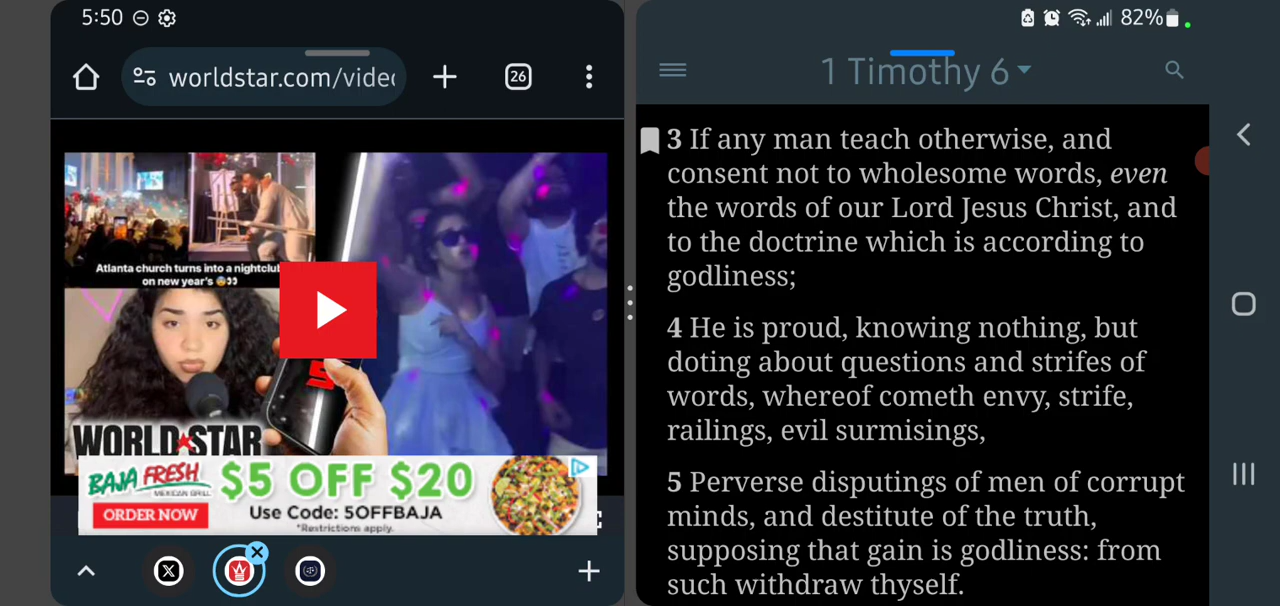 5:50
82%
worldstar.com/video
26
1 Timothy 6
Atlanta church turns into a nightclub
on new year's 😨👀
5
WORLD STAR
BAJA FRESH
MEXICAN GRILL
$5 OFF $20
ORDER NOW
Use Code: 5OFFBAJA
*Restrictions apply.
X
3 If any man teach otherwise, and
consent not to wholesome words, even
the words of our Lord Jesus Christ, and
to the doctrine which is according to
godliness;
4 He is proud, knowing nothing, but
doting about questions and strifes of
words, whereof cometh envy, strife,
railings, evil surmisings,
5 Perverse disputings of men of corrupt
minds, and destitute of the truth,
supposing that gain is godliness: from
such withdraw thyself.